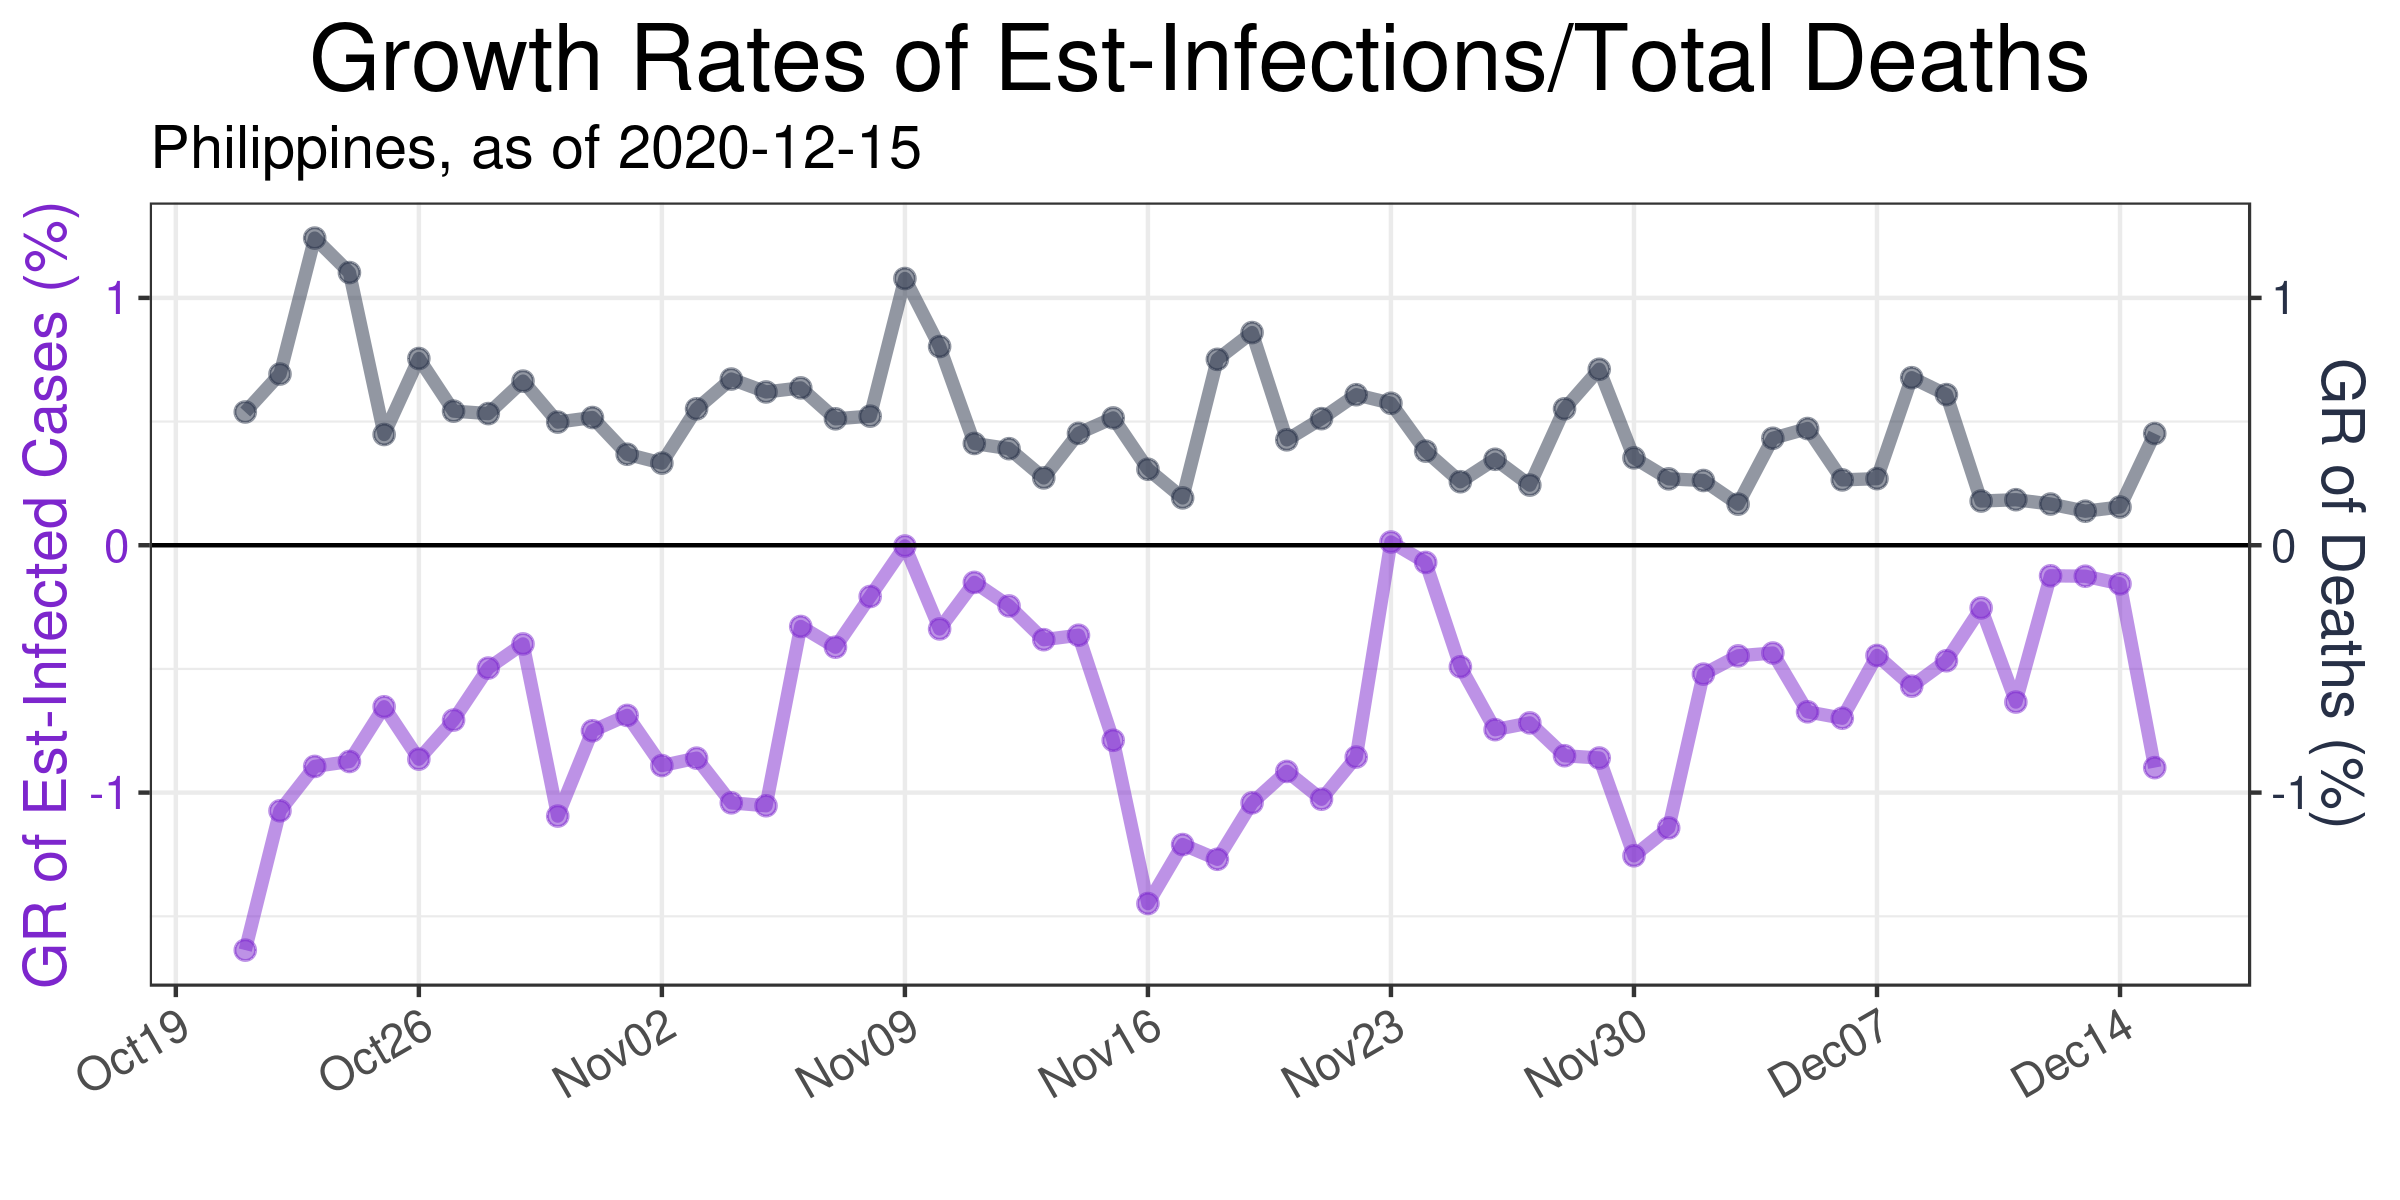 Growth Rates of Est-Infections/Total Deaths
Philippines, as of 2020-12-15
GR of Est-Infected Cases (%)
1
0
-1
1
0
-1
GR of Deaths (%)
Oct19
Oct26
Nov02
Nov09
Nov16
Nov23
Nov30
Dec07
Dec14